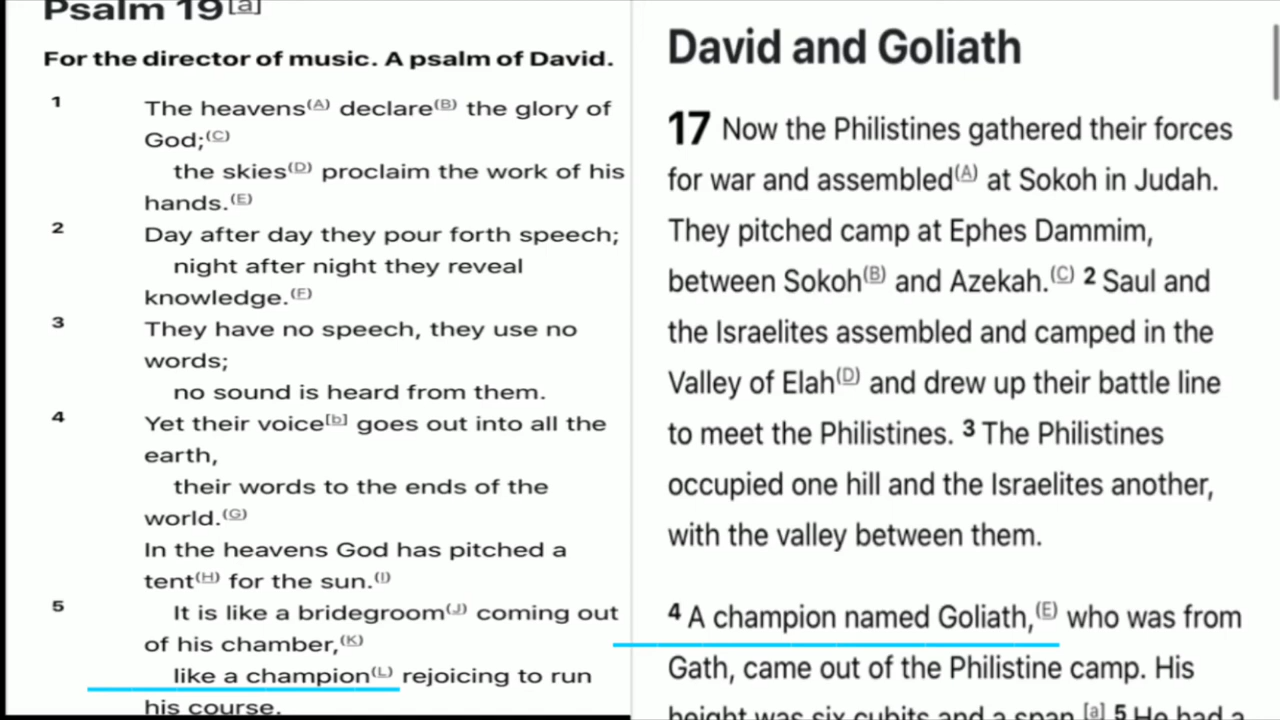 Psalm 19[a]
For the director of music. A psalm of David.
1 The heavens(A) declare(B) the glory of
God;(C)
the skies(D) proclaim the work of his
hands.(E)
2 Day after day they pour forth speech;
night after night they reveal
knowledge.(F)
3 They have no speech, they use no
words;
no sound is heard from them.
4 Yet their voice[b] goes out into all the
earth,
their words to the ends of the
world.(G)
In the heavens God has pitched a
tent(H) for the sun.(I)
5 It is like a bridegroom(J) coming out
of his chamber,(K)
like a champion(L) rejoicing to run
his course.
David and Goliath
17 Now the Philistines gathered their forces
for war and assembled(A) at Sokoh in Judah.
They pitched camp at Ephes Dammim,
between Sokoh(B) and Azekah.(C) 2 Saul and
the Israelites assembled and camped in the
Valley of Elah(D) and drew up their battle line
to meet the Philistines. 3 The Philistines
occupied one hill and the Israelites another,
with the valley between them.
4 A champion named Goliath,(E) who was from
Gath, came out of the Philistine camp. His
height was six cubits and a span.[a] 5 He had a